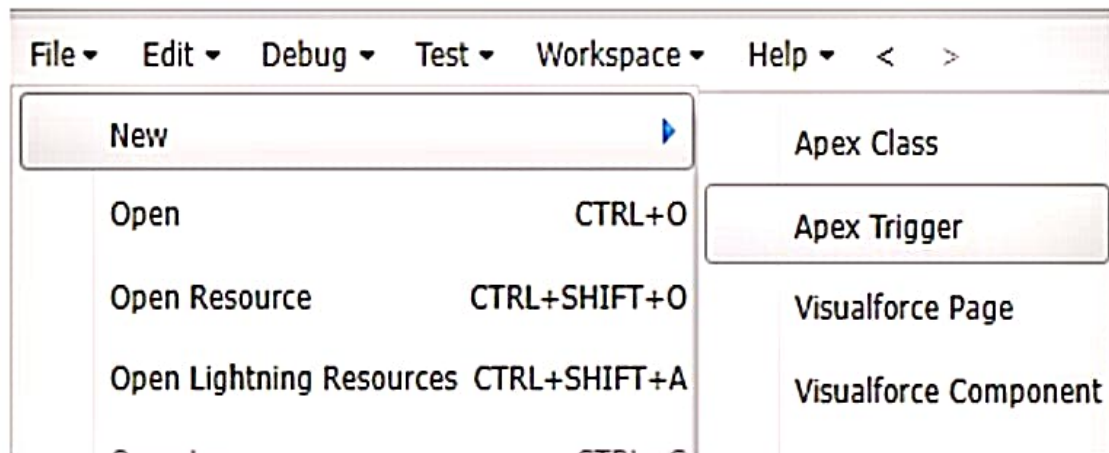 File Edit Debug Test Workspace Help < >
New
Open CTRL+O
Open Resource CTRL+SHIFT+O
Open Lightning Resources CTRL+SHIFT+A
Apex Class
Apex Trigger
Visualforce Page
Visualforce Component